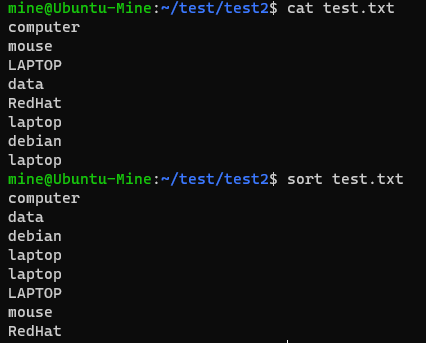 mine@Ubuntu-Mine:~/test/test2$ cat test.txt
computer
mouse
LAPTOP
data
RedHat
laptop
debian
laptop
mine@Ubuntu-Mine:~/test/test2$ sort test.txt
computer
data
debian
laptop
laptop
LAPTOP
mouse
RedHat